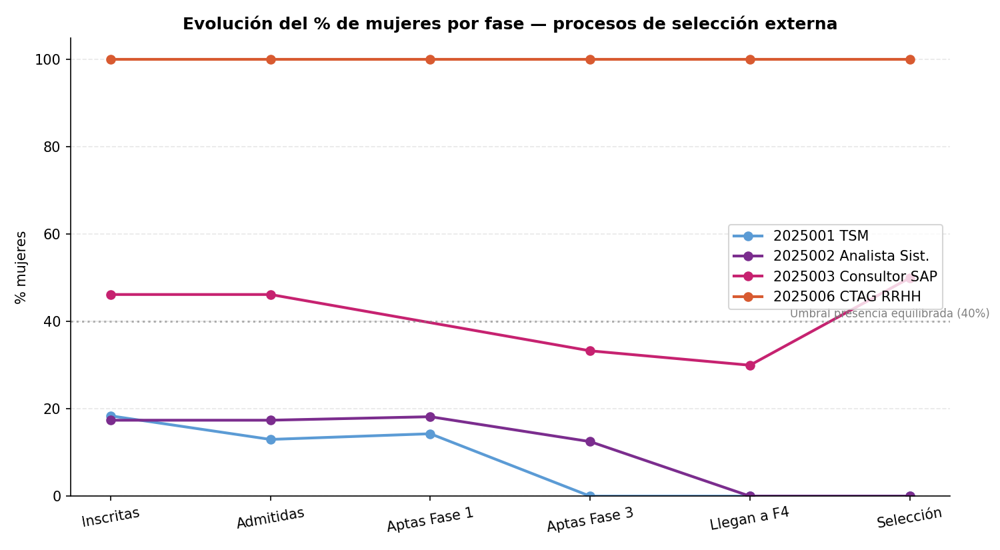 Evolución del % de mujeres por fase — procesos de selección externa
% mujeres
100
80
60
40
20
0
2025001 TSM
2025002 Analista Sist.
2025003 Consultor SAP
2025006 CTAG RRHH
Umbral presencia equilibrada (40%)
Inscritas
Admitidas
Aptas Fase 1
Aptas Fase 3
Llegan a F4
Selección